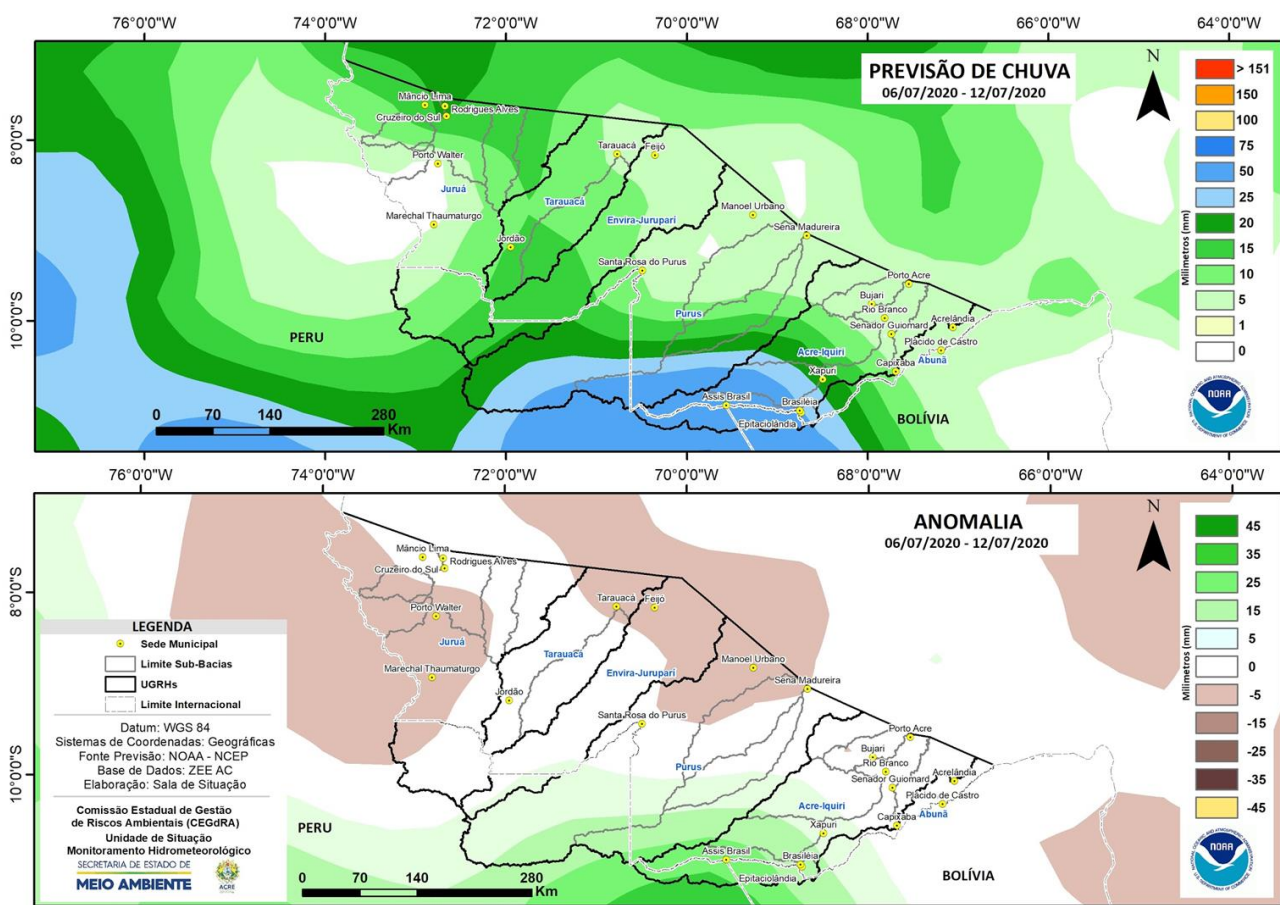 76°0'0"W 74°0'0"W 72°0'0"W 70°0'0"W 68°0'0"W 66°0'0"W 64°0'0"W
PREVISÃO DE CHUVA
06/07/2020 - 12/07/2020
N
8°0'0"S
10°0'0"S
Mâncio Lima
Rodrigues Alves
Cruzeiro do Sul
Porto Walter
Juruá
Marechal Thaumaturgo
Tarauacá
Feijó
Tarauacá
Envira-Jurupari
Jordão
Manoel Urbano
Sena Madureira
Santa Rosa do Purus
Purus
Porto Acre
Bujari
Rio Branco
Senador Guiomard
Acrelândia
Plácido de Castro
Acre-Iquiri
Abunã
Capixaba
Xapuri
Assis Brasil
Brasiléia
Epitaciolândia
PERU
BOLÍVIA
0 70 140 280
Km
Milímetros (mm)
> 151
150
100
75
50
25
20
15
10
5
1
0
NOAA
76°0'0"W 74°0'0"W 72°0'0"W 70°0'0"W 68°0'0"W 66°0'0"W 64°0'0"W
ANOMALIA
06/07/2020 - 12/07/2020
N
8°0'0"S
10°0'0"S
Mâncio Lima
Rodrigues Alves
Cruzeiro do Sul
Porto Walter
Juruá
Marechal Thaumaturgo
Tarauacá
Feijó
Tarauacá
Envira-Jurupari
Jordão
Manoel Urbano
Sena Madureira
Santa Rosa do Purus
Purus
Porto Acre
Bujari
Rio Branco
Senador Guiomard
Acrelândia
Plácido de Castro
Acre-Iquiri
Abunã
Capixaba
Xapuri
Assis Brasil
Brasiléia
Epitaciolândia
PERU
BOLÍVIA
0 70 140 280
Km
Milímetros (mm)
45
35
25
15
5
0
-5
-15
-25
-35
-45
NOAA
LEGENDA
Sede Municipal
Limite Sub-Bacias
UGRHs
Limite Internacional
Datum: WGS 84
Sistemas de Coordenadas: Geográficas
Fonte Previsão: NOAA - NCEP
Base de Dados: ZEE AC
Elaboração: Sala de Situação
Comissão Estadual de Gestão
de Riscos Ambientais (CEGdRA)
Unidade de Situação
Monitoramento Hidrometeorológico
SECRETARIA DE ESTADO DE
MEIO AMBIENTE
ACRE